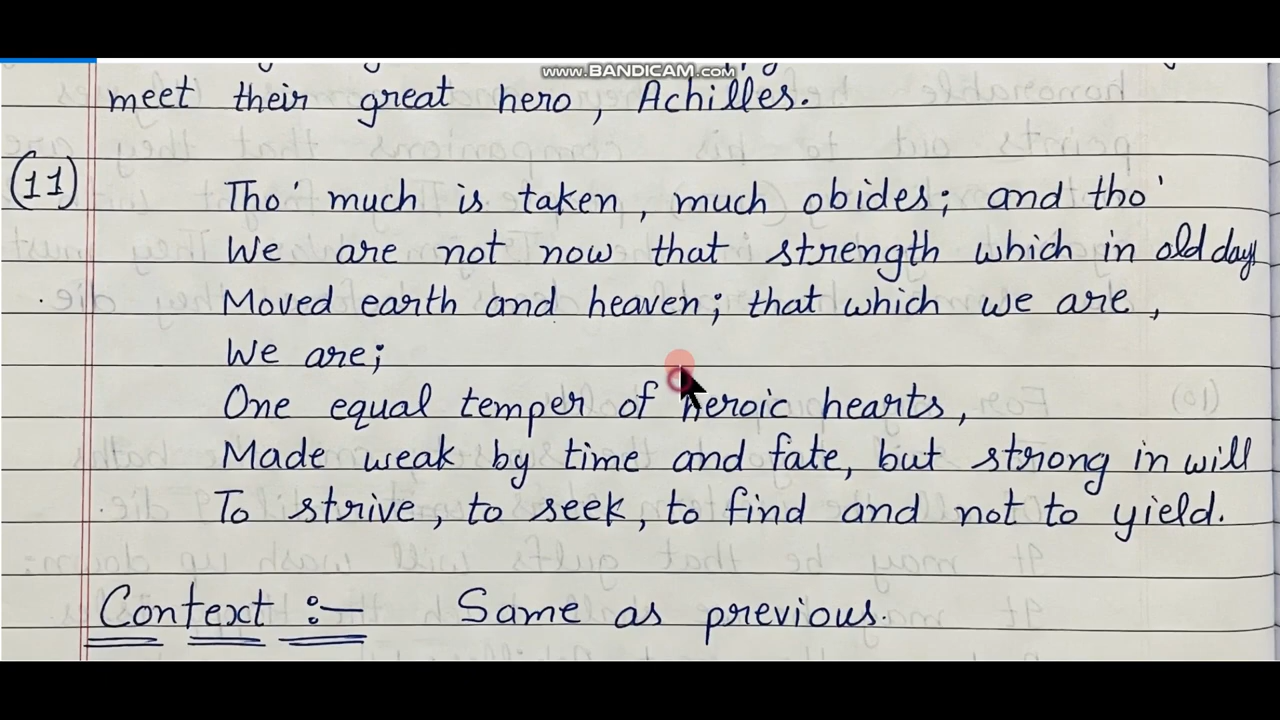 www.BANDICAM.com
meet their great hero, Achilles.
(11) Tho' much is taken, much obides; and tho'
We are not now that strength which in old day
Moved earth and heaven; that which we are,
We are;
One equal temper of heroic hearts,
Made weak by time and fate, but strong in will
To strive, to seek, to find and not to yield.
Context :— Same as previous.